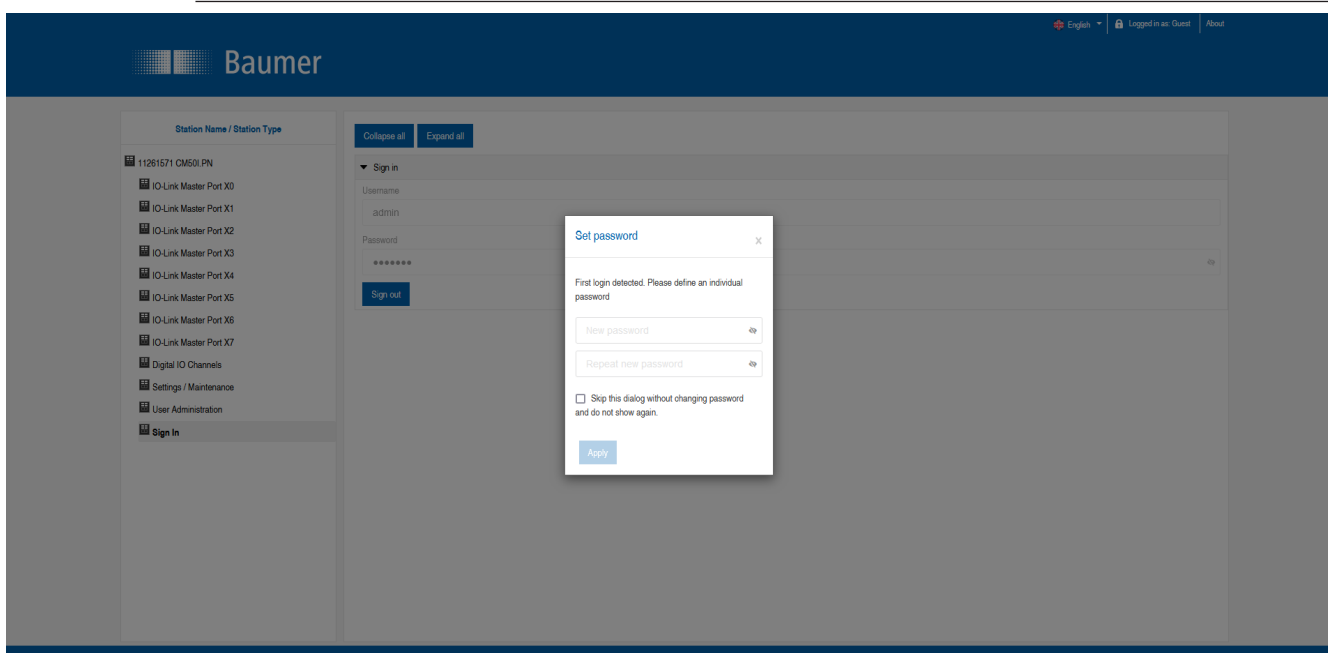 English
Logged in as: Guest
About
Baumer
Station Name / Station Type
11261571 CM50I.PN
IO-Link Master Port X0
IO-Link Master Port X1
IO-Link Master Port X2
IO-Link Master Port X3
IO-Link Master Port X4
IO-Link Master Port X5
IO-Link Master Port X6
IO-Link Master Port X7
Digital IO Channels
Settings / Maintenance
User Administration
Sign In
Collapse all
Expand all
Sign in
Username
admin
Password
Sign out
Set password
x
First login detected. Please define an individual
password
New password
Repeat new password
Skip this dialog without changing password
and do not show again.
Apply